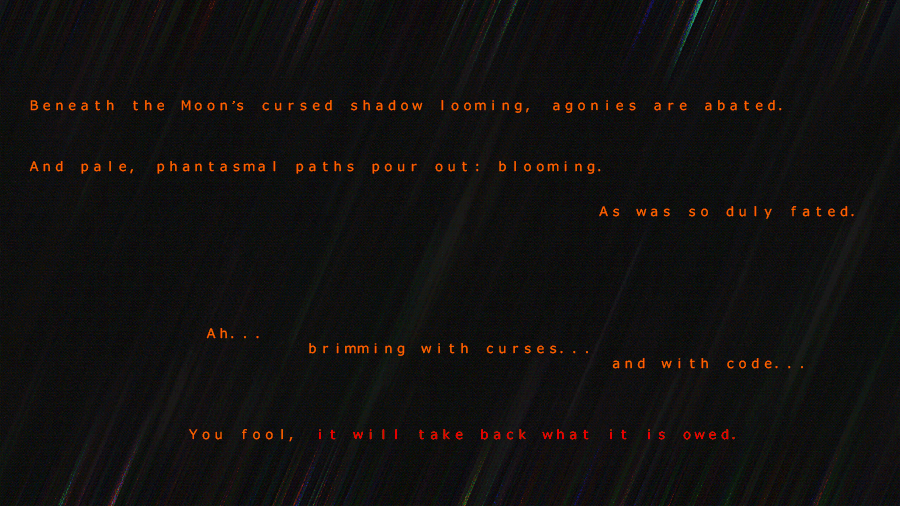 Beneath the Moon's cursed shadow looming, agonies are abated.
And pale, phantasmal paths pour out: blooming.
As was so duly fated.
Ah...
brimming with curses...
and with code...
You fool, it will take back what it is owed.